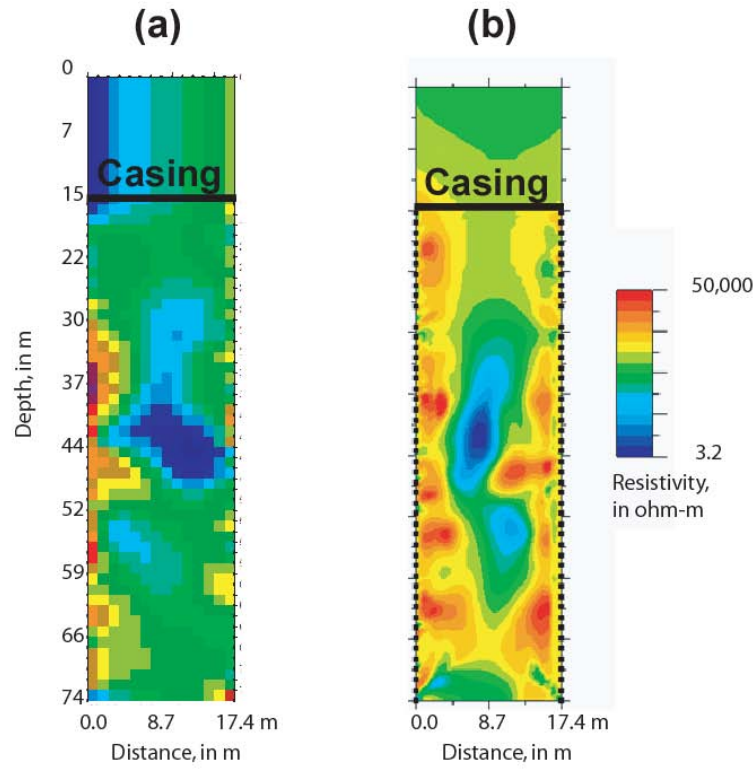 (a)
(b)
0
7
15
22
30
37
44
52
59
66
74
Depth, in m
Casing
Casing
0.0 8.7 17.4 m
Distance, in m
0.0 8.7 17.4 m
Distance, in m
50,000
3.2
Resistivity,
in ohm-m